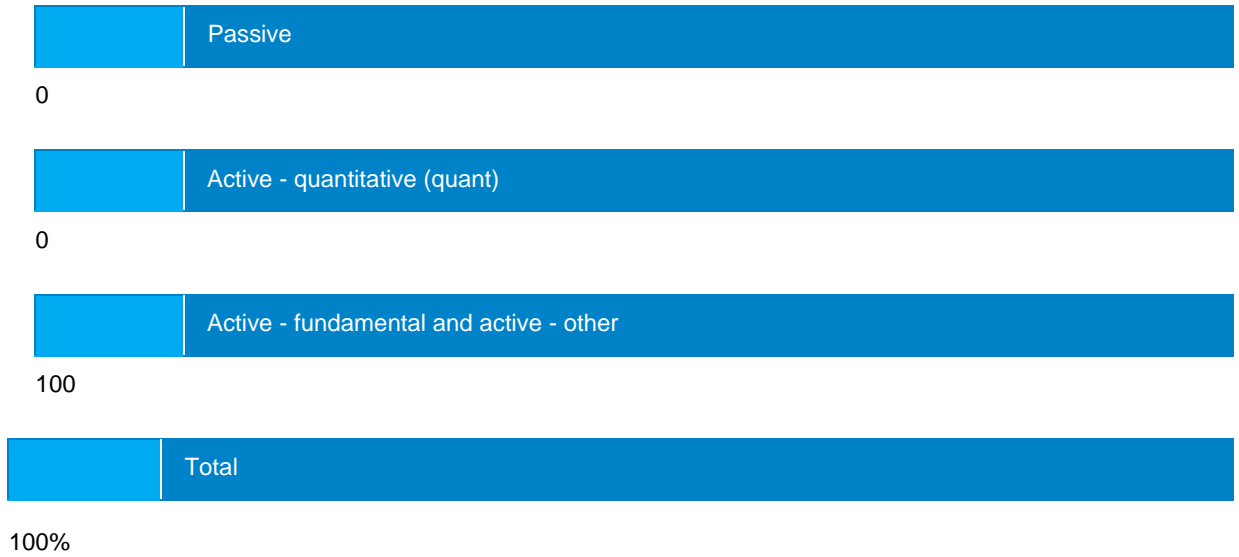 Passive
0
Active - quantitative (quant)
0
Active - fundamental and active - other
100
Total
100%